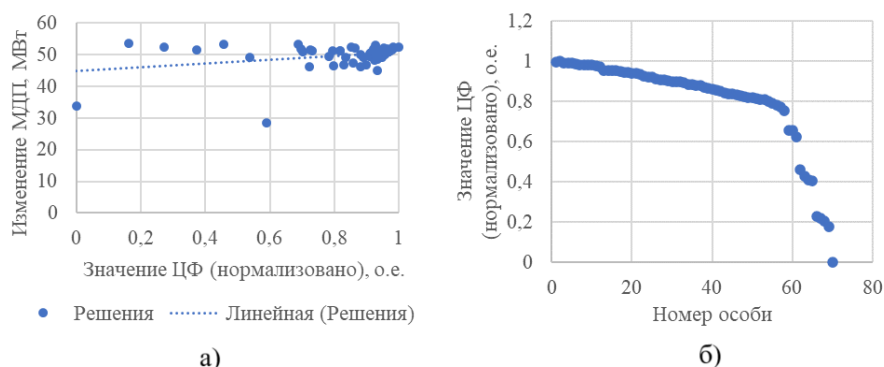 Изменение МДП, МВт
60
50
40
30
20
10
0
0
0,2
0,4
0,6
0,8
1
Значение ЦФ (нормализовано), о.е.
Решения
Линейная (Решения)
а)
Значение ЦФ
(нормализовано), о.е.
1,2
1
0,8
0,6
0,4
0,2
0
0
20
40
60
80
Номер особи
б)